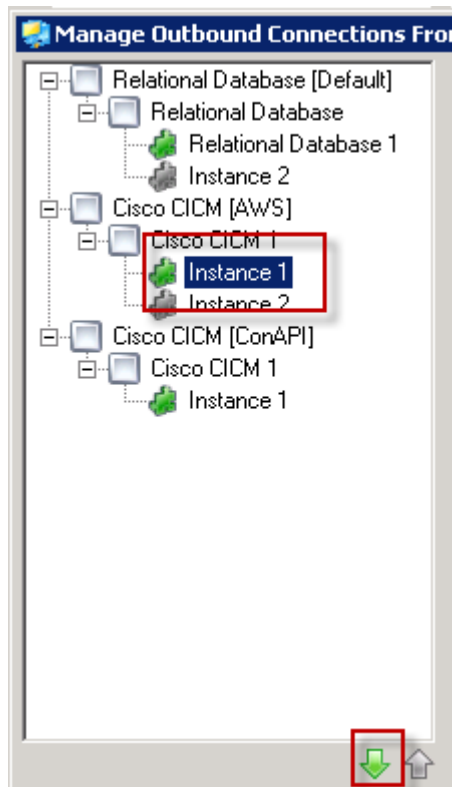 Manage Outbound Connections Fro
Relational Database [Default]
Relational Database
Relational Database 1
Instance 2
Cisco CICM [AWS]
Cisco CICM 1
Instance 1
Instance 2
Cisco CICM [ConAPI]
Cisco CICM 1
Instance 1